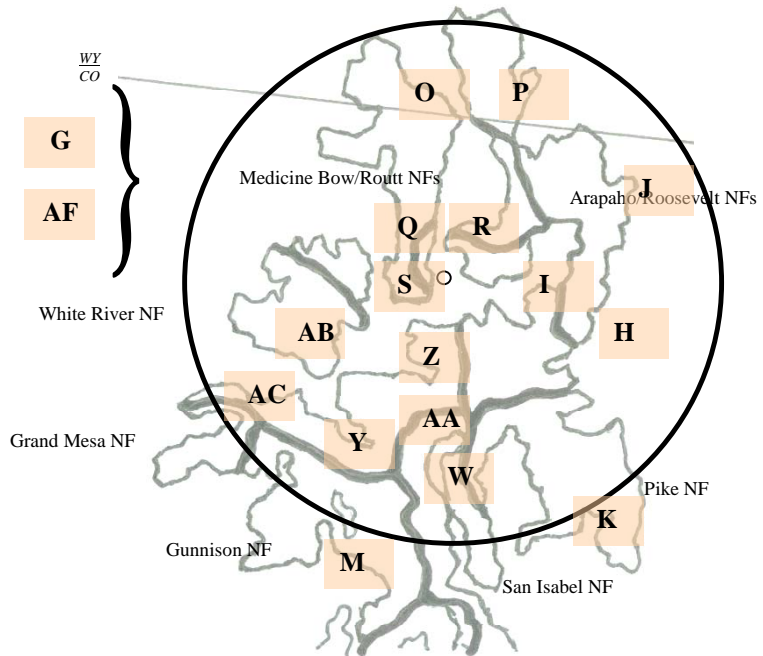 WY
CO
O
P
G
AF
Medicine Bow/Routt NFs
J
Arapaho/Roosevelt NFs
Q
R
S
I
White River NF
AB
H
Z
AC
AA
Grand Mesa NF
Y
W
Pike NF
K
Gunnison NF
M
San Isabel NF